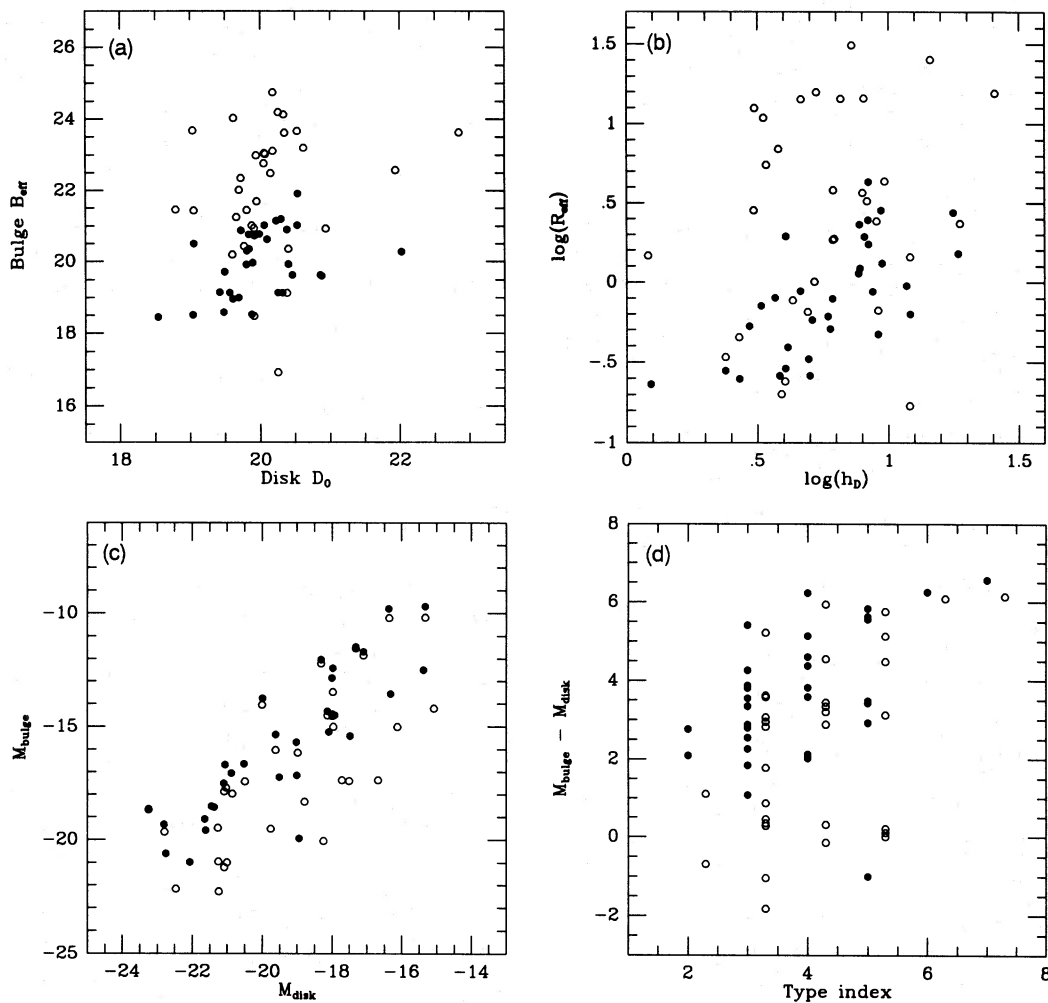 (a)
26
24
22
20
18
16
Bulge B_eff
18 20 22
Disk D_0
(b)
1.5
1
0.5
0
-0.5
-1
log(R_eff)
0 .5 1 1.5
log(h_D)
(c)
-10
-15
-20
-25
M_bulge
-24 -22 -20 -18 -16 -14
M_disk
(d)
8
6
4
2
0
-2
M_bulge - M_disk
2 4 6 8
Type index